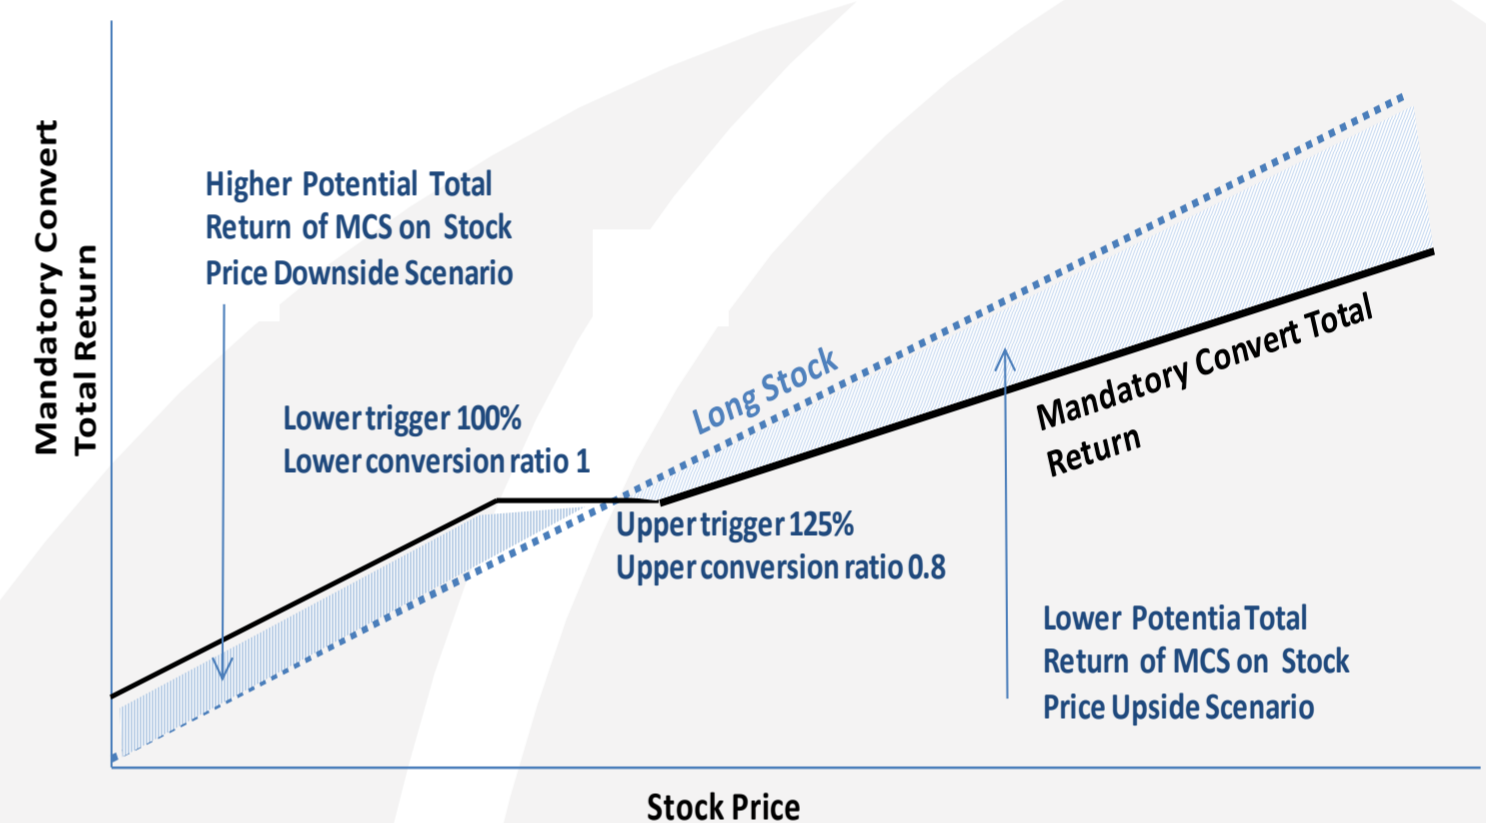 Mandatory Convert
Total Return
Higher Potential Total
Return of MCS on Stock
Price Downside Scenario
Lower trigger 100%
Lower conversion ratio 1
Long Stock
Upper trigger 125%
Upper conversion ratio 0.8
Mandatory Convert Total
Return
Lower Potentia Total
Return of MCS on Stock
Price Upside Scenario
Stock Price